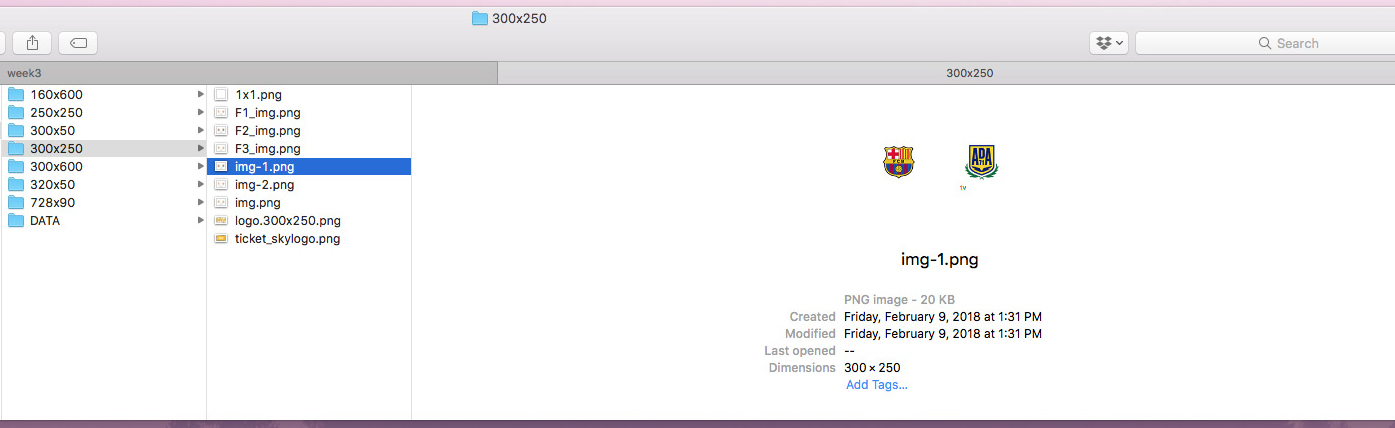 300x250
Search
week3
300x250
160x600
250x250
300x50
300x250
300x600
320x50
728x90
DATA
1x1.png
F1_img.png
F2_img.png
F3_img.png
img-1.png
img-2.png
img.png
logo.300x250.png
ticket_skylogo.png
FCB
ADA
1v
img-1.png
PNG image - 20 KB
Created Friday, February 9, 2018 at 1:31 PM
Modified Friday, February 9, 2018 at 1:31 PM
Last opened --
Dimensions 300 × 250
Add Tags...